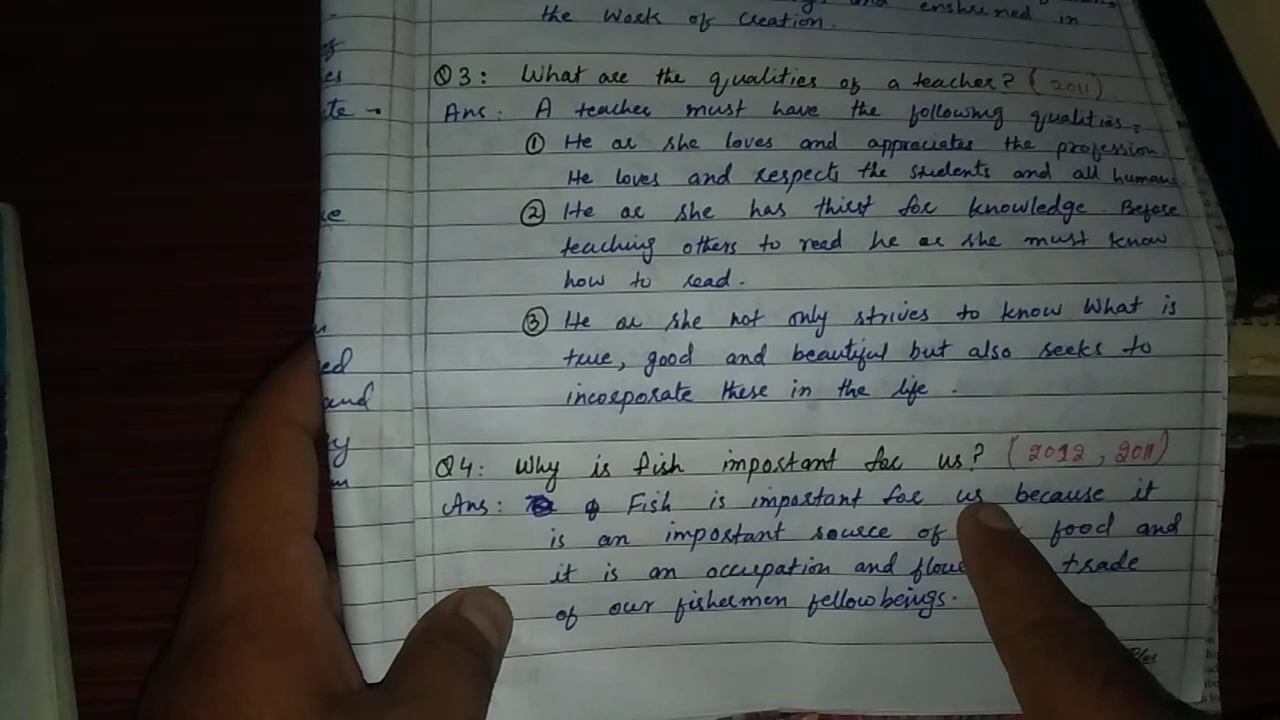 enshrined in
the work of creation.
Q3: What are the qualities of a teacher? (2011)
Ans: A teacher must have the following qualities.
① He or she loves and appreciates the profession.
He loves and respects the students and all human
② He or she has thirst for knowledge. Before
teaching others to read he or she must know
how to read.
③ He or she not only strives to know what is
true, good and beautiful but also seeks to
incorporate these in the life.
Q4: Why is fish important for us? (2012, 2011)
Ans: Fish is important for us because it
is an important source of food and
it is an occupation and trade
of our fishermen fellowbeings.